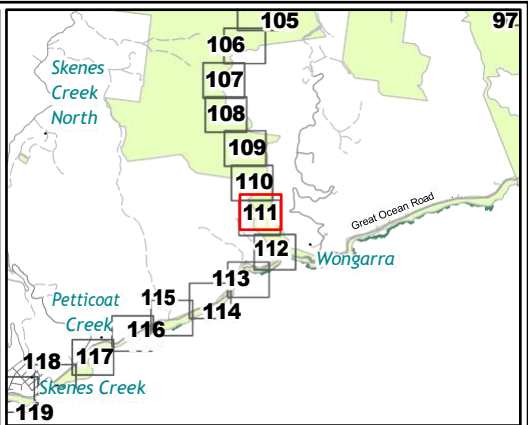 105
97
106
Skenes
Creek
North
107
108
109
110
111
Great Ocean Road
112
Wongarra
113
Petticoat
Creek
115
114
116
117
118
Skenes Creek
119